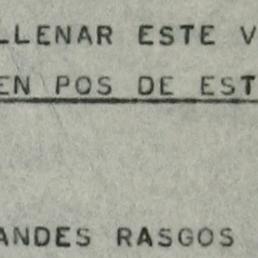 LLENAR ESTE V
EN POS DE EST
ANDES RASGOS